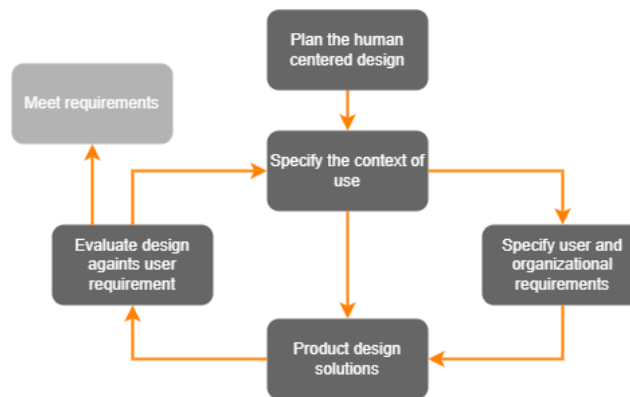 Plan the human
centered design
Meet requirements
Specify the context of
use
Evaluate design
againts user
requirement
Specify user and
organizational
requirements
Product design
solutions